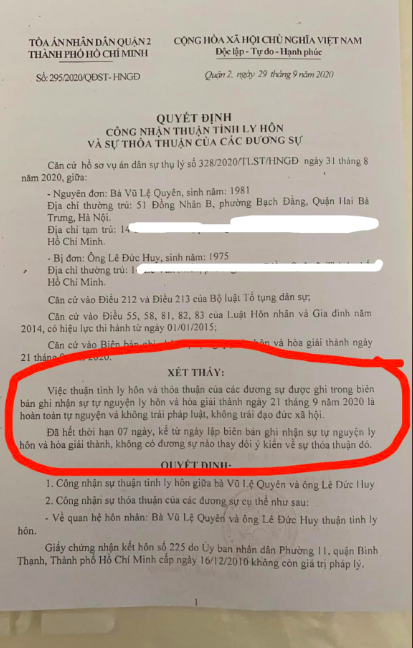 TÒA ÁN NHÂN DÂN QUẬN 2
THÀNH PHỐ HỒ CHÍ MINH
CỘNG HÒA XÃ HỘI CHỦ NGHĨA VIỆT NAM
Độc lập - Tự do - Hạnh phúc
Số: 295/2020/QĐST- HNGĐ
Quận 2, ngày 29 tháng 9 năm 2020
QUYẾT ĐỊNH
CÔNG NHẬN THUẬN TÌNH LY HÔN
VÀ SỰ THỎA THUẬN CỦA CÁC ĐƯƠNG SỰ
Căn cứ hồ sơ vụ án dân sự thụ lý số 328/2020/TLST/HNGĐ ngày 31 tháng 8
năm 2020, giữa:
- Nguyên đơn: Bà Vũ Lệ Quyên, sinh năm: 1981
Địa chỉ thường trú: 51 Đồng Nhân B, phường Bạch Đằng, Quận Hai Bà
Trưng, Hà Nội.
Địa chỉ tạm trú: 14
Hồ Chí Minh.
- Bị đơn: Ông Lê Đức Huy, sinh năm: 1975
Địa chỉ thường trú:
Hồ Chí Minh.
Căn cứ vào Điều 212 và Điều 213 của Bộ luật Tố tụng dân sự;
Căn cứ vào Điều 55, 58, 81, 82, 83 của Luật Hôn nhân và Gia đình năm
2014, có hiệu lực thi hành từ ngày 01/01/2015;
Căn cứ vào Biên bản hôn và hòa giải thành ngày
21 tháng 2020.
XÉT THẤY:
Việc thuận tình ly hôn và thỏa thuận của các đương sự được ghi trong biên
bản ghi nhận sự tự nguyện ly hôn và hòa giải thành ngày 21 tháng 9 năm 2020 là
hoàn toàn tự nguyện và không trái pháp luật, không trái đạo đức xã hội.
Đã hết thời hạn 07 ngày, kể từ ngày lập biên bản ghi nhận sự tự nguyện ly
hôn và hòa giải thành, không có đương sự nào thay đổi ý kiến về sự thỏa thuận đó.
QUYẾT ĐỊNH:
1. Công nhận sự thuận tình ly hôn giữa bà Vũ Lệ Quyên và ông Lê Đức Huy
2. Công nhận sự thỏa thuận của các đương sự cụ thể như sau:
- Về quan hệ hôn nhân: Bà Vũ Lệ Quyên và ông Lê Đức Huy thuận tình ly
hôn.
Giấy chứng nhận kết hôn số 225 do Ủy ban nhân dân Phường 11, quận Bình
Thạnh, Thành phố Hồ Chí Minh cấp ngày 16/12/2010 không còn giá trị pháp lý.
1